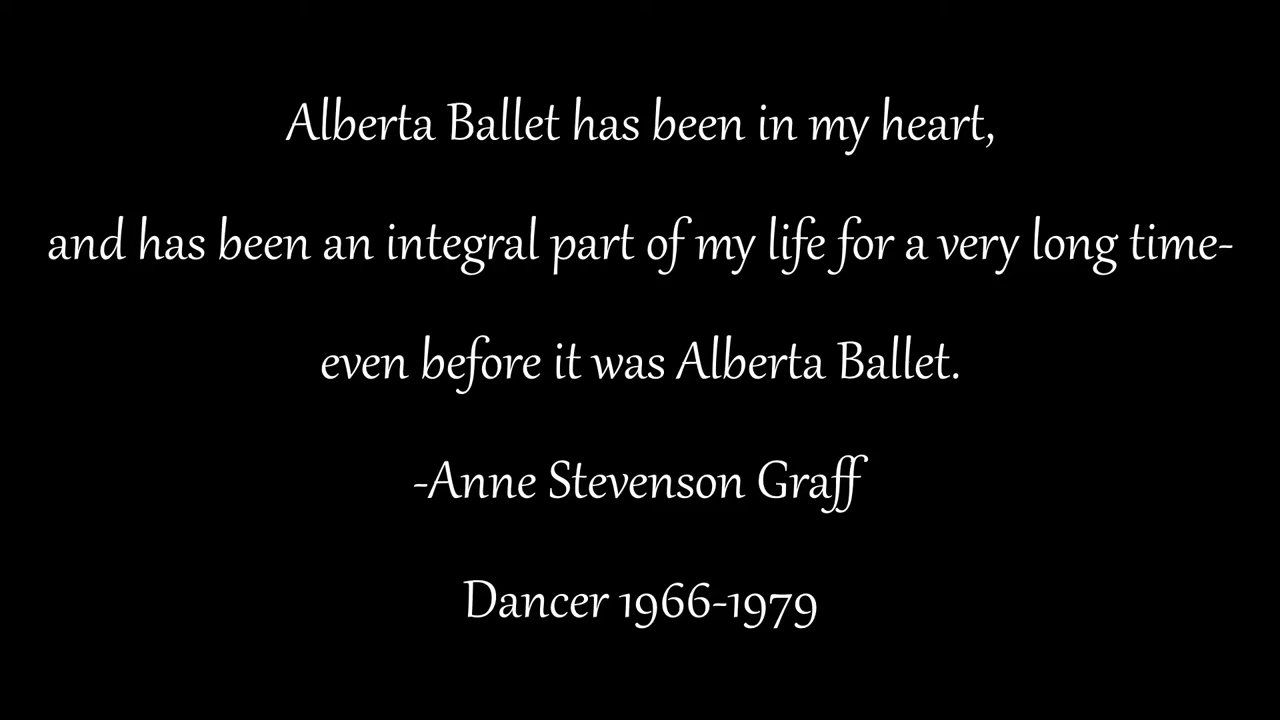 Alberta Ballet has been in my heart,
and has been an integral part of my life for a very long time-
even before it was Alberta Ballet.
-Anne Stevenson Graff
Dancer 1966-1979